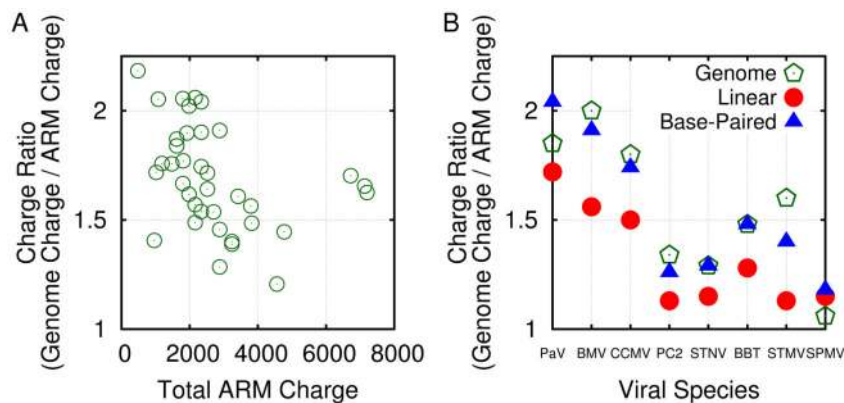 A
Charge Ratio
(Genome Charge / ARM Charge)
2
1.5
1
0 2000 4000 6000 8000
Total ARM Charge
B
Charge Ratio
(Genome Charge / ARM Charge)
Genome
Linear
Base-Paired
2
1.5
1
PaV BMV CCMV PC2 STNV BBT STMV SPMV
Viral Species